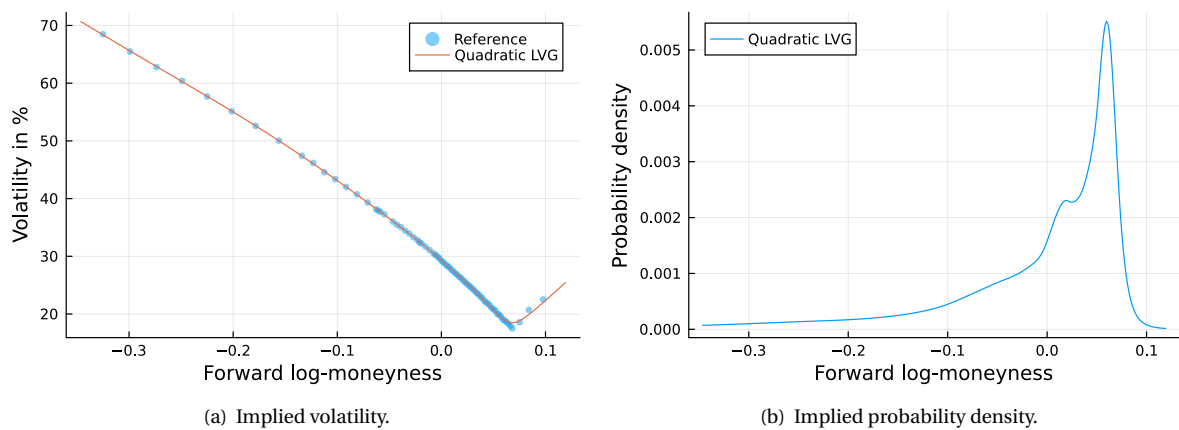 70
60
50
40
30
20
Volatility in %
Reference
Quadratic LVG
−0.3
−0.2
−0.1
0.0
0.1
Forward log-moneyness
(a) Implied volatility.
0.005
0.004
0.003
0.002
0.001
0.000
Probability density
Quadratic LVG
−0.3
−0.2
−0.1
0.0
0.1
Forward log-moneyness
(b) Implied probability density.